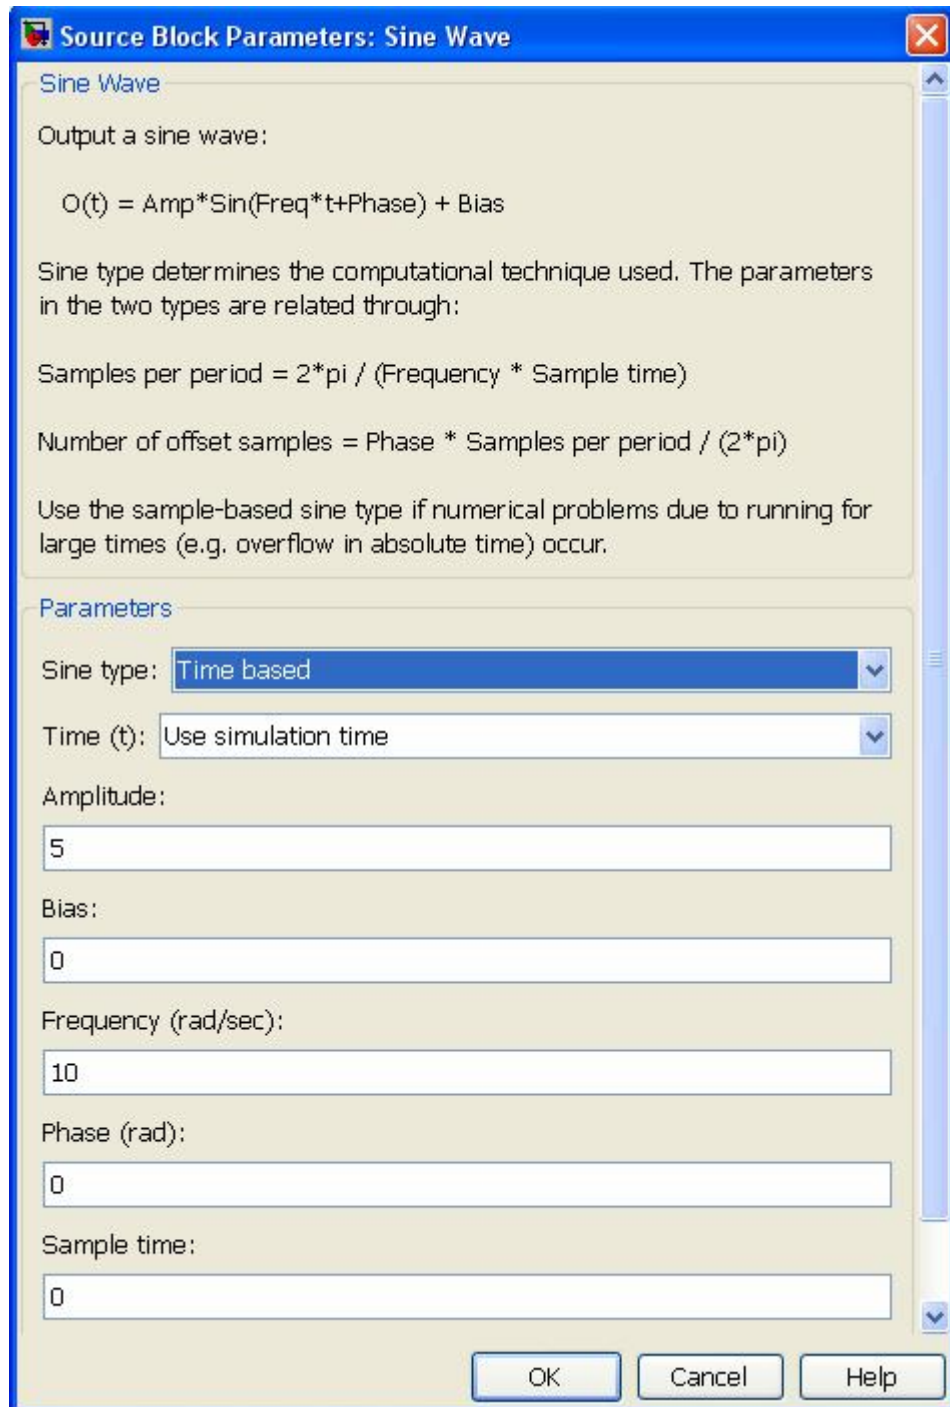 Source Block Parameters: Sine Wave
Sine Wave
Output a sine wave:
O(t) = Amp*Sin(Freq*t+Phase) + Bias
Sine type determines the computational technique used. The parameters
in the two types are related through:
Samples per period = 2*pi / (Frequency * Sample time)
Number of offset samples = Phase * Samples per period / (2*pi)
Use the sample-based sine type if numerical problems due to running for
large times (e.g. overflow in absolute time) occur.
Parameters
Sine type: Time based
Time (t): Use simulation time
Amplitude:
5
Bias:
0
Frequency (rad/sec):
10
Phase (rad):
0
Sample time:
0
OK Cancel Help